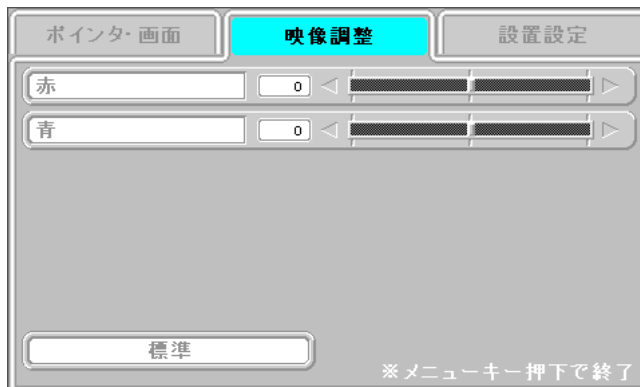 ポインタ・画面
映像調整
設置設定
赤 0
青 0
標準
※メニューキー押下で終了